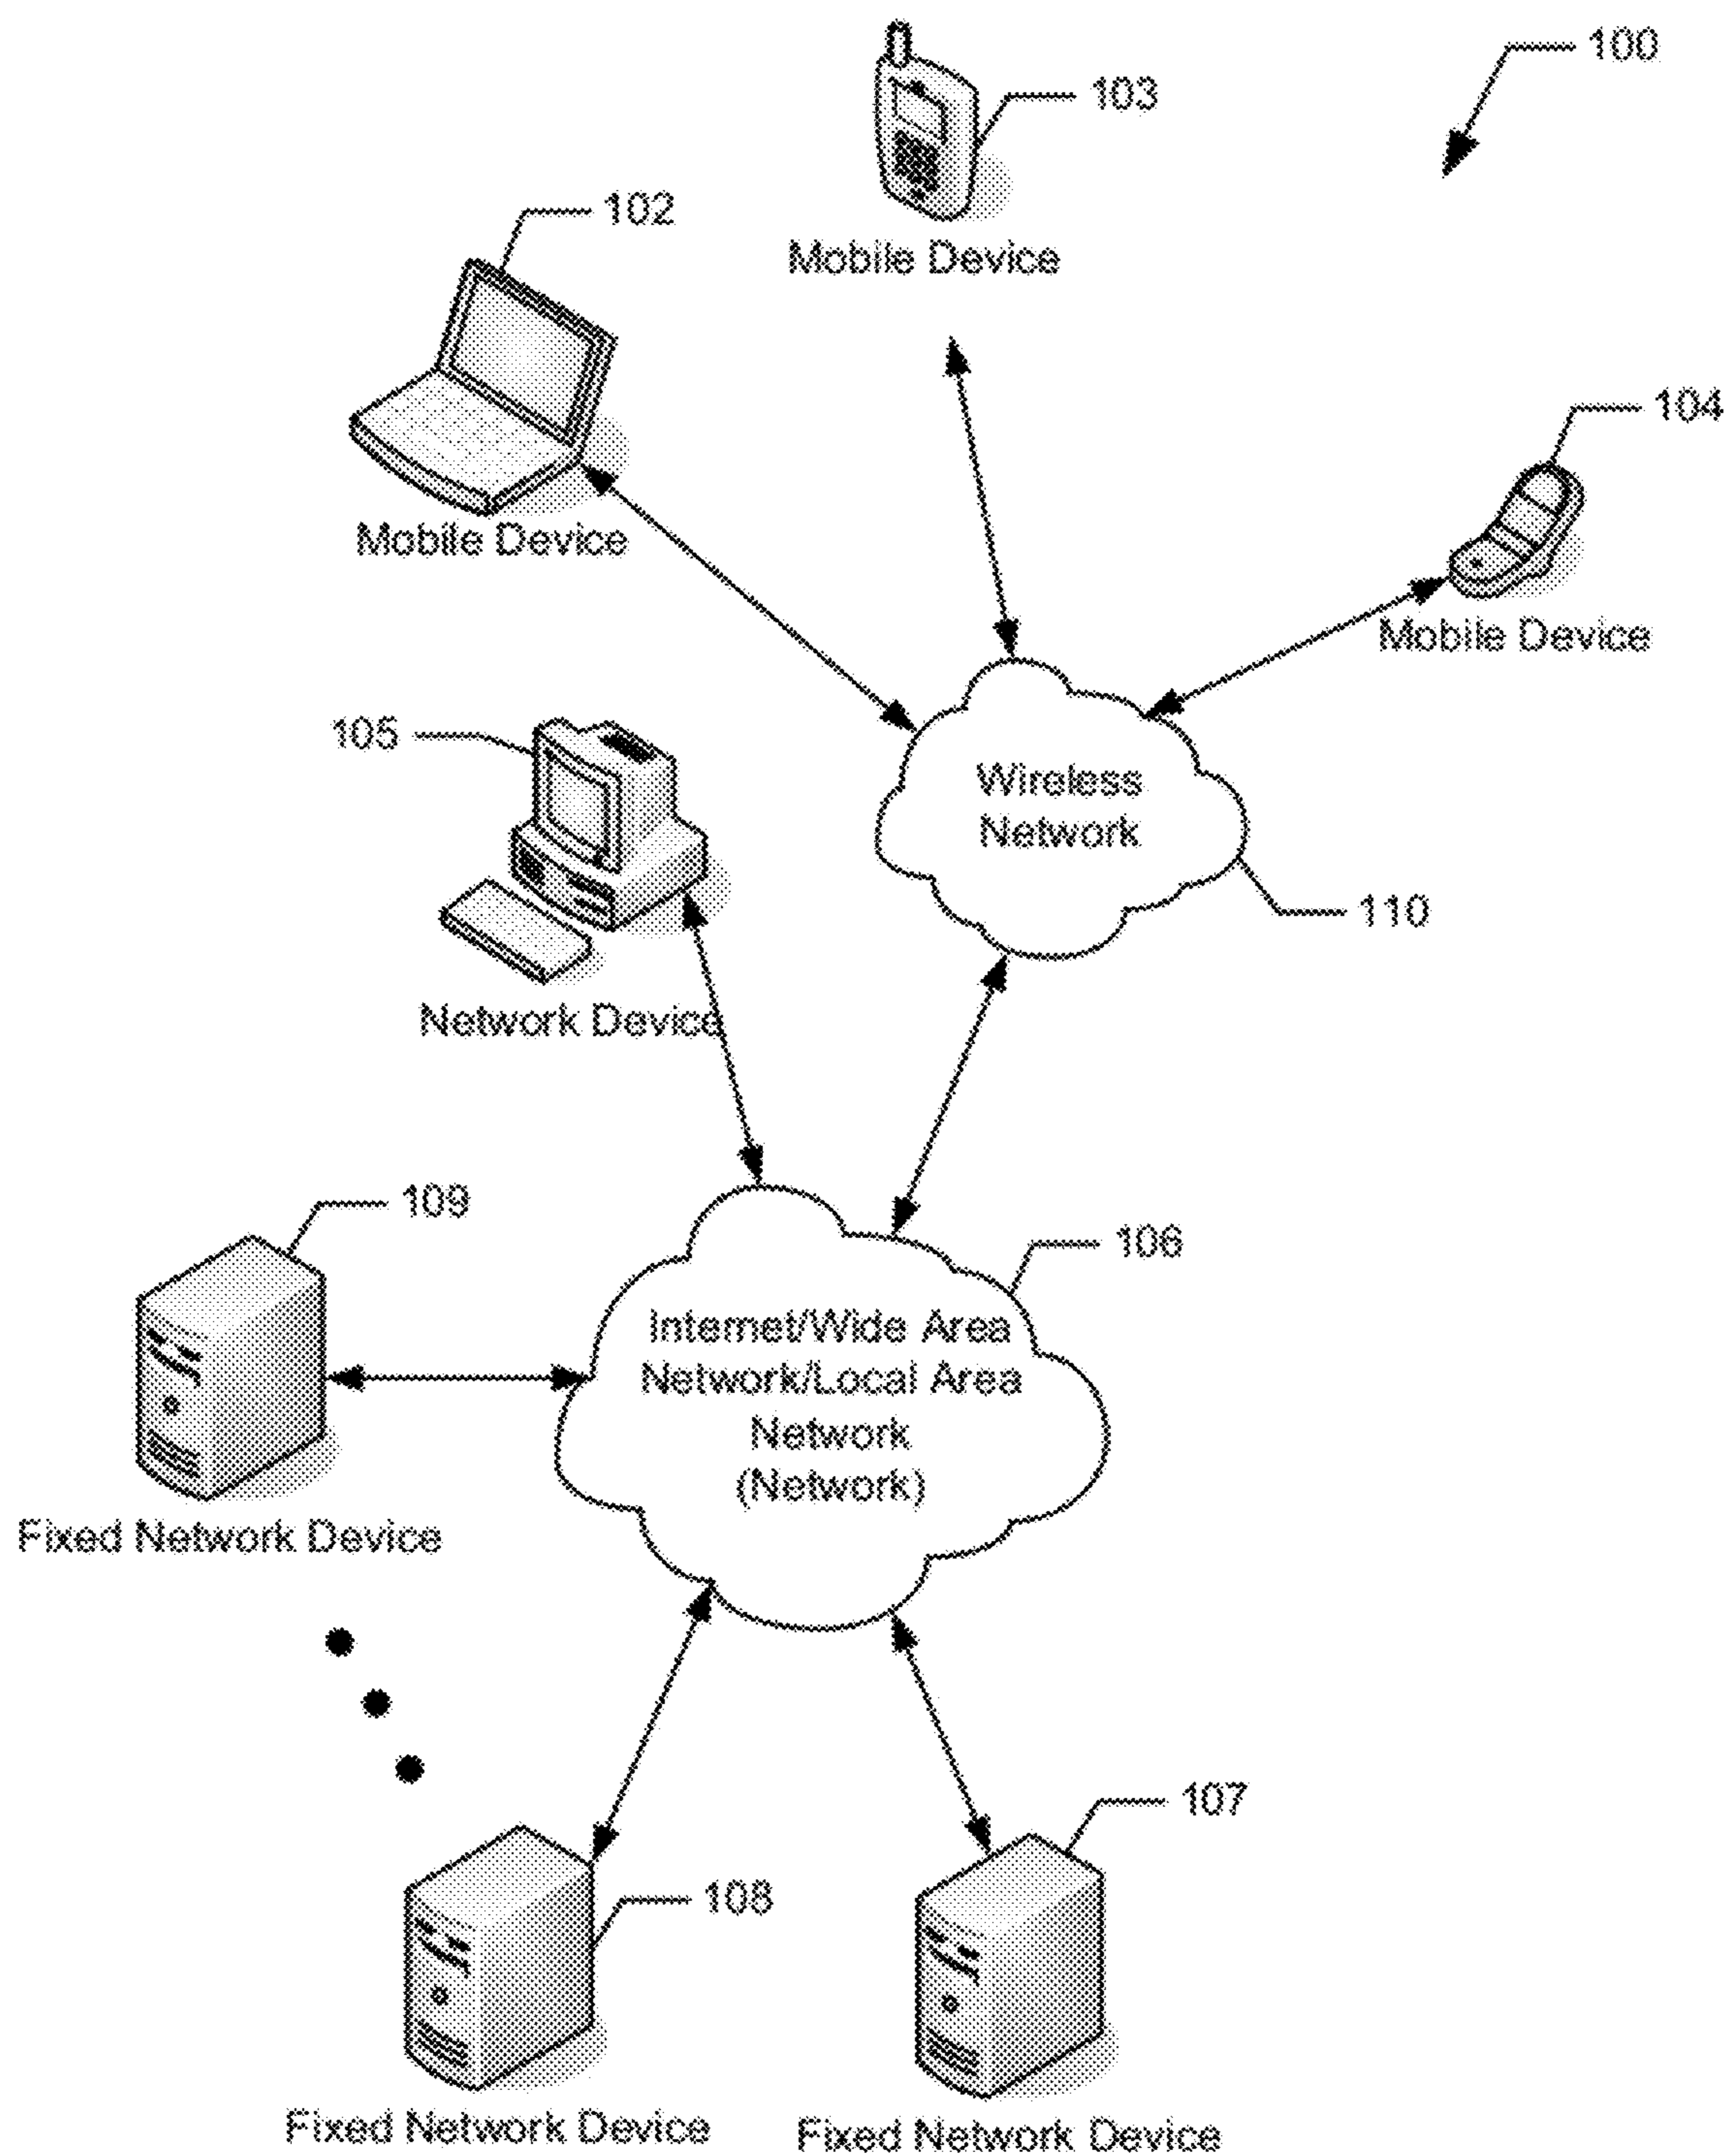 100
103
Mobile Device
102
Mobile Device
104
Mobile Device
105
Network Device
Wireless
Network
110
109
Fixed Network Device
106
Internet/Wide Area
Network/Local Area
Network
(Network)
108
Fixed Network Device
107
Fixed Network Device